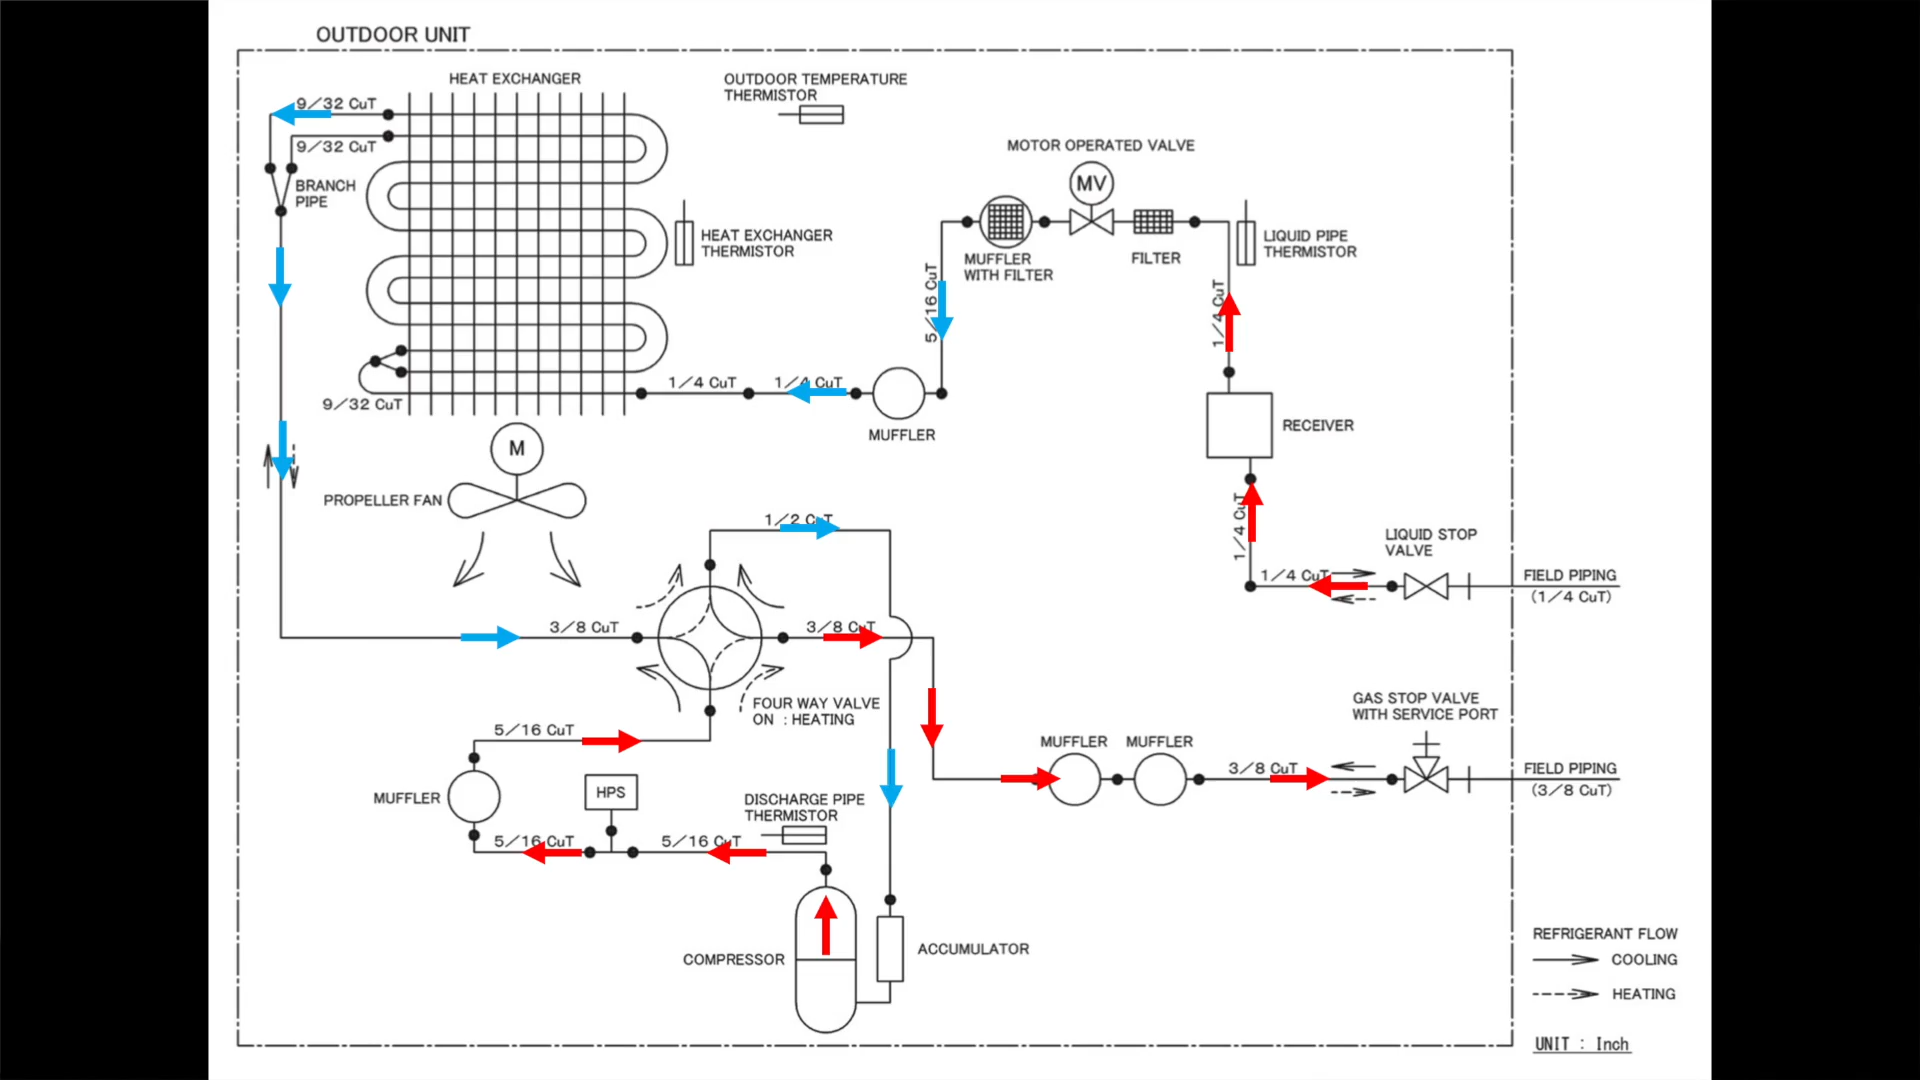 OUTDOOR UNIT
HEAT EXCHANGER
OUTDOOR TEMPERATURE
THERMISTOR
9/32 CuT
9/32 CuT
BRANCH
PIPE
MOTOR OPERATED VALVE
MV
HEAT EXCHANGER
THERMISTOR
MUFFLER
WITH FILTER
FILTER
LIQUID PIPE
THERMISTOR
5/16 CuT
1/4 CuT
9/32 CuT
1/4 CuT
1/4 CuT
MUFFLER
RECEIVER
M
PROPELLER FAN
1/2 CuT
1/4 CuT
LIQUID STOP
VALVE
1/4 CuT
FIELD PIPING
(1/4 CuT)
3/8 CuT
3/8 CuT
FOUR WAY VALVE
ON : HEATING
GAS STOP VALVE
WITH SERVICE PORT
5/16 CuT
MUFFLER
MUFFLER
3/8 CuT
FIELD PIPING
(3/8 CuT)
MUFFLER
HPS
DISCHARGE PIPE
THERMISTOR
5/16 CuT
5/16 CuT
COMPRESSOR
ACCUMULATOR
REFRIGERANT FLOW
COOLING
HEATING
UNIT : Inch